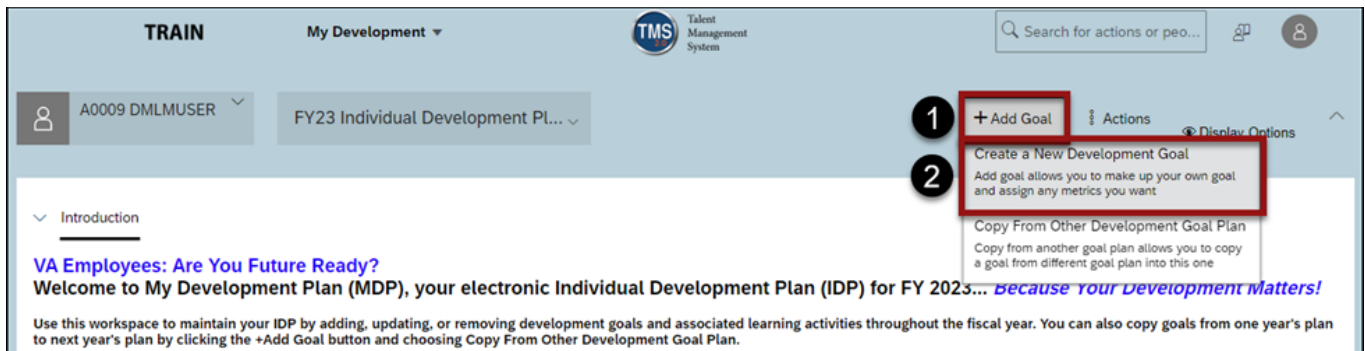 TRAIN
My Development
TMS
2.0
Talent
Management
System
Search for actions or peo...
A0009 DMLMUSER
FY23 Individual Development Pl...
1
+ Add Goal
Actions
Display Options
2
Create a New Development Goal
Add goal allows you to make up your own goal
and assign any metrics you want
Copy From Other Development Goal Plan
Copy from another goal plan allows you to copy
a goal from different goal plan into this one
Introduction
VA Employees: Are You Future Ready?
Welcome to My Development Plan (MDP), your electronic Individual Development Plan (IDP) for FY 2023... Because Your Development Matters!
Use this workspace to maintain your IDP by adding, updating, or removing development goals and associated learning activities throughout the fiscal year. You can also copy goals from one year's plan
to next year's plan by clicking the +Add Goal button and choosing Copy From Other Development Goal Plan.